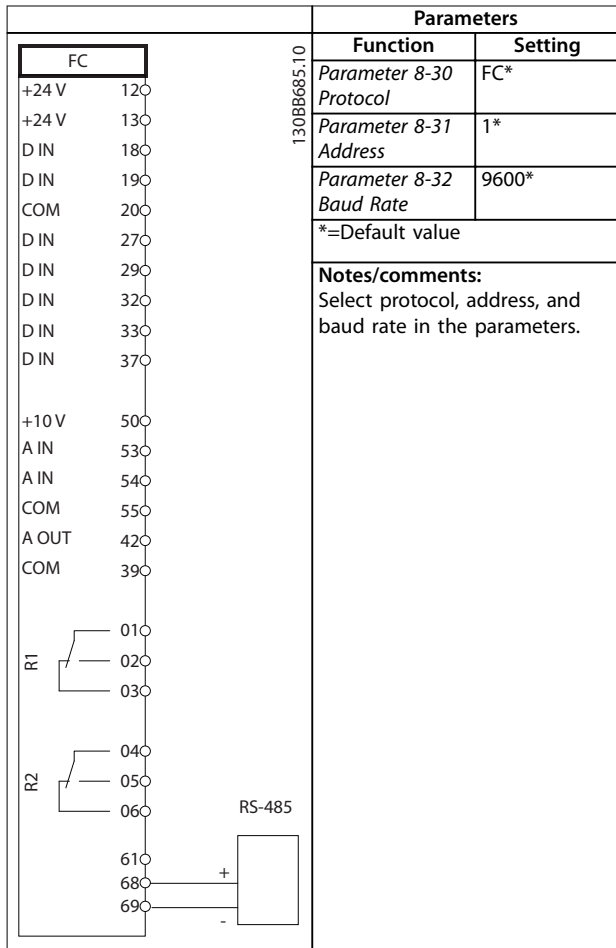 Parameters
Function Setting
Parameter 8-30 Protocol FC*
Parameter 8-31 Address 1*
Parameter 8-32 Baud Rate 9600*
*=Default value
Notes/comments:
Select protocol, address, and
baud rate in the parameters.
130BB685.10
FC
+24 V 12
+24 V 13
D IN 18
D IN 19
COM 20
D IN 27
D IN 29
D IN 32
D IN 33
D IN 37
+10 V 50
A IN 53
A IN 54
COM 55
A OUT 42
COM 39
R1
01
02
03
R2
04
05
06
RS-485
61
68 +
69 -